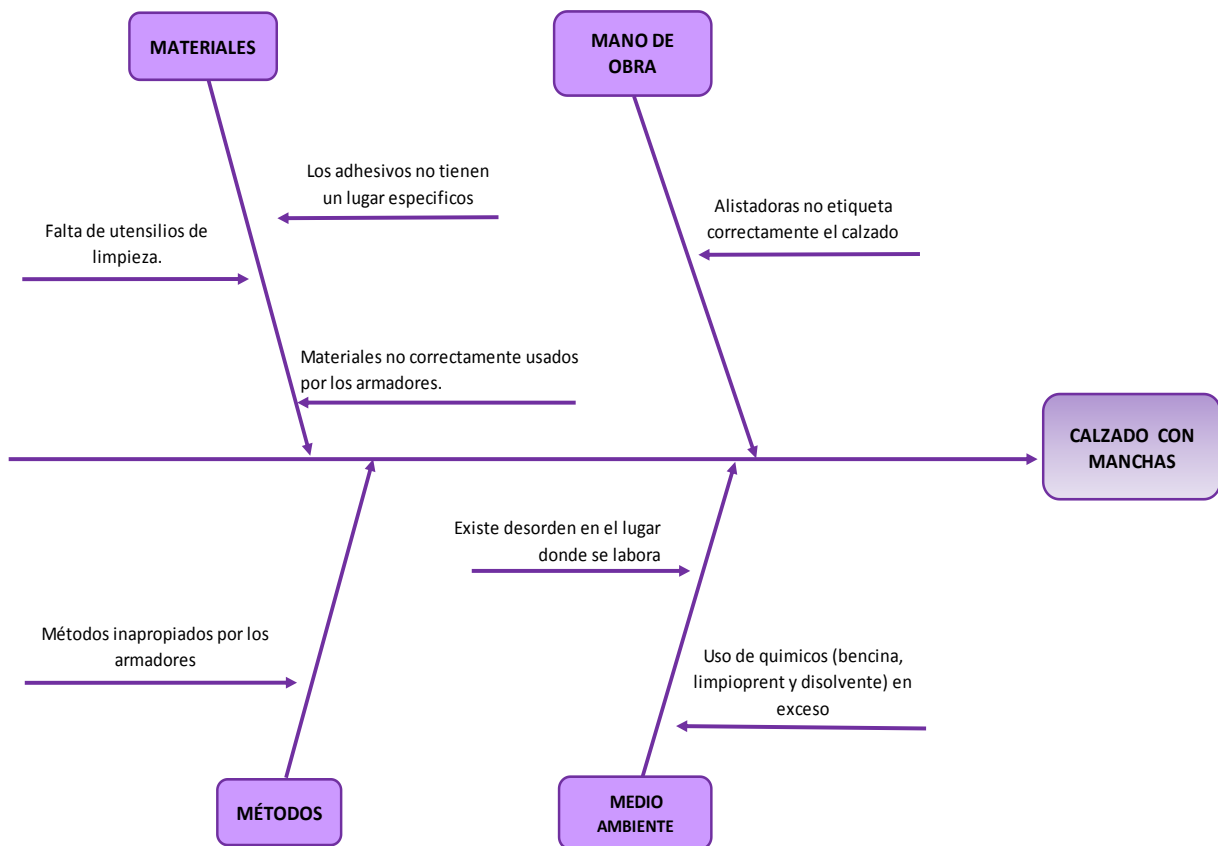 MATERIALES
MANO DE
OBRA
Los adhesivos no tienen
un lugar especificos
Alistadoras no etiqueta
correctamente el calzado
Falta de utensilios de
limpieza.
Materiales no correctamente usados
por los armadores.
CALZADO CON
MANCHAS
Existe desorden en el lugar
donde se labora
Métodos inapropiados por los
armadores
Uso de quimicos (bencina,
limpioprent y disolvente) en
exceso
MÉTODOS
MEDIO
AMBIENTE